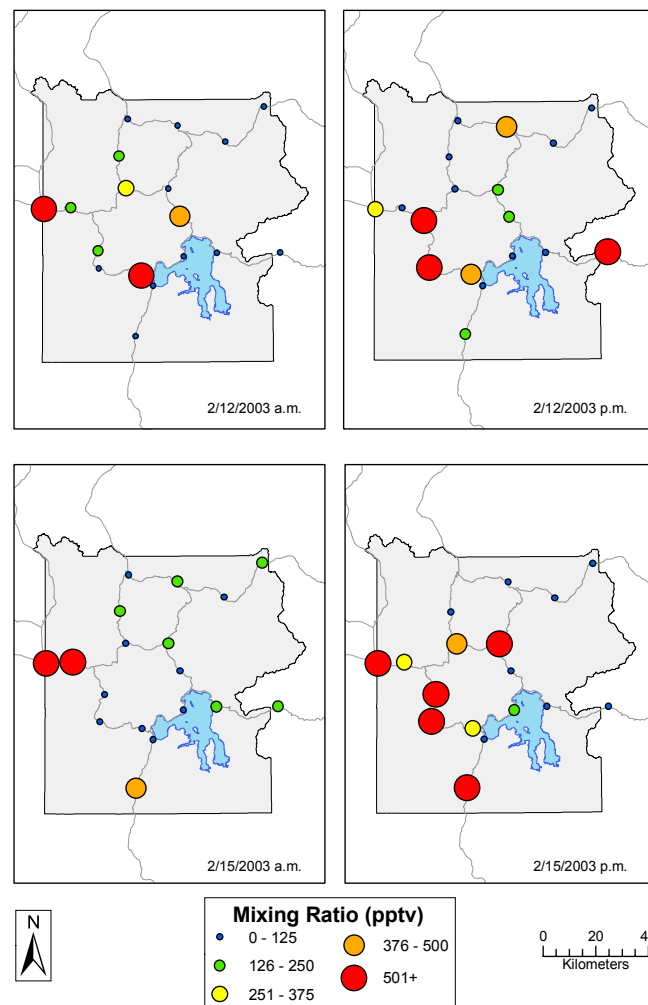 2/12/2003 a.m.
2/12/2003 p.m.
2/15/2003 a.m.
2/15/2003 p.m.
N
Mixing Ratio (pptv)
0 - 125
126 - 250
251 - 375
376 - 500
501+
0 20
Kilometers